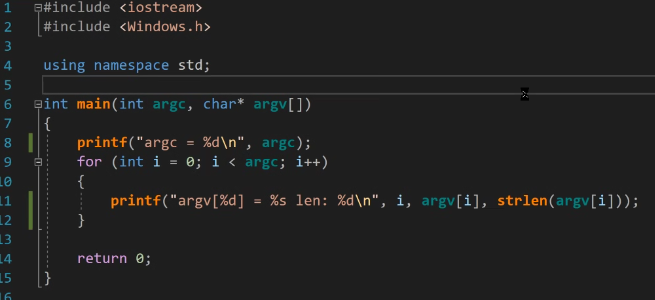 1 #include <iostream>
2 #include <Windows.h>
3
4 using namespace std;
5
6 int main(int argc, char* argv[])
7 {
8 printf("argc = %d\n", argc);
9 for (int i = 0; i < argc; i++)
10 {
11 printf("argv[%d] = %s len: %d\n", i, argv[i], strlen(argv[i]));
12 }
13
14 return 0;
15 }
16